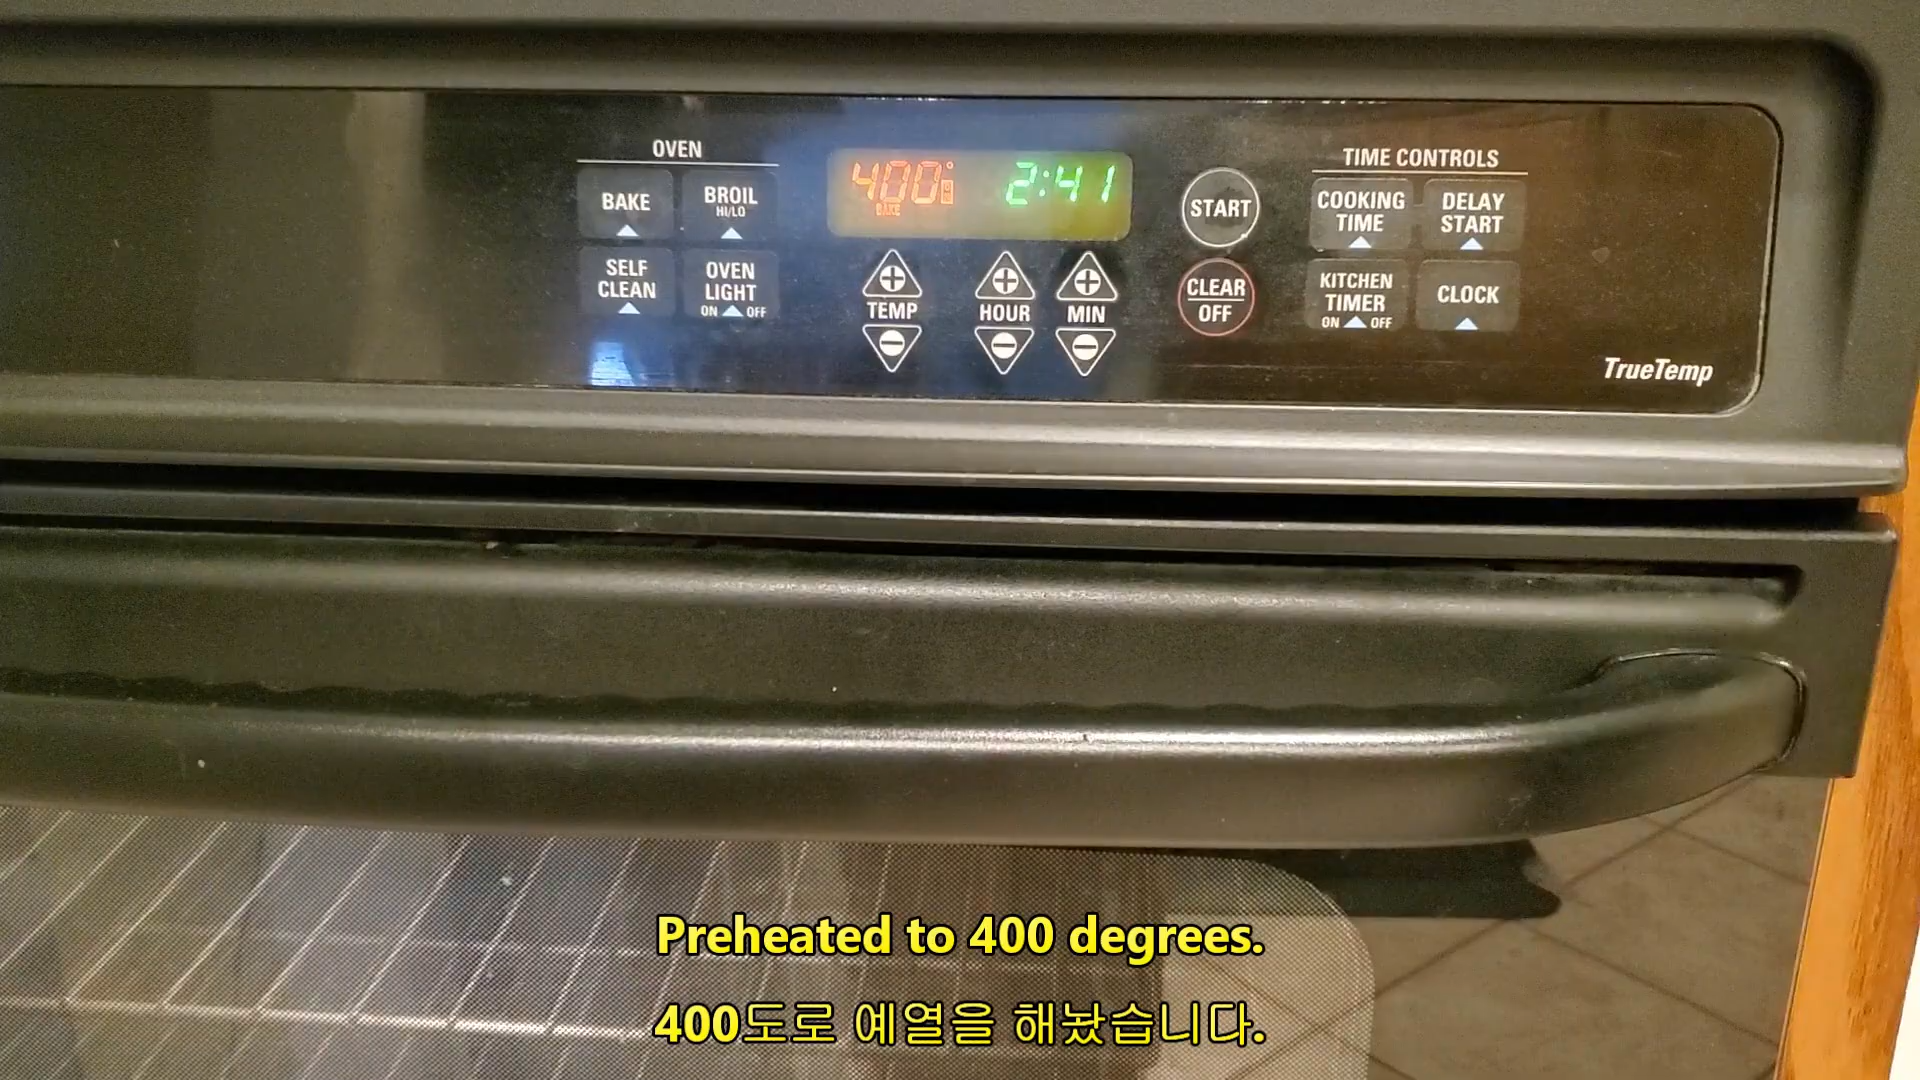 OVEN
BAKE
BROIL
HI/LO
SELF
CLEAN
OVEN
LIGHT
ON OFF
400°
BAKE
2:41
TEMP
HOUR
MIN
START
CLEAR
OFF
TIME CONTROLS
COOKING
TIME
DELAY
START
KITCHEN
TIMER
ON OFF
CLOCK
TrueTemp
Preheated to 400 degrees.
400도로 예열을 해놨습니다.